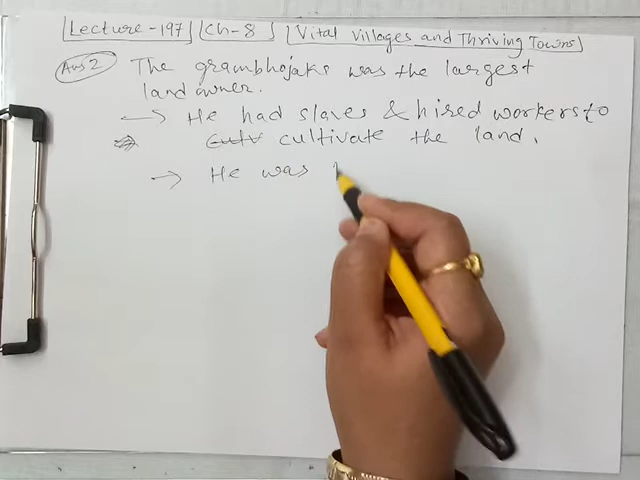 Lecture-197 Ch-8 Vital Villages and Thriving Towns
Ans 2 The grambhojaks was the largest
land owner.
→ He had slaves & hired workers to
cultivate the land.
→ He was